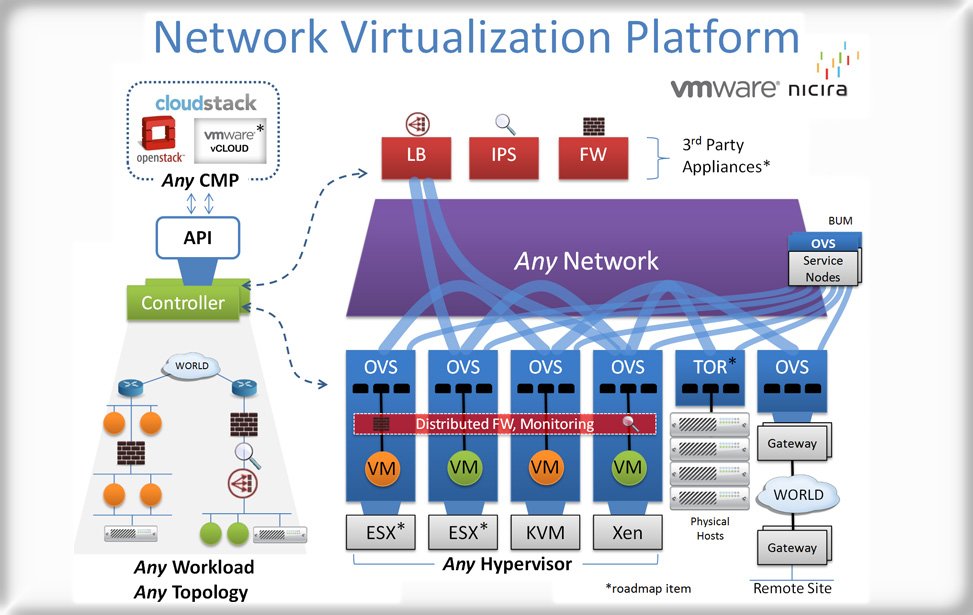 Network Virtualization Platform
vmware® nicira
cloudstack
openstack™
vmware*
vCLOUD
Any CMP
API
Controller
LB
IPS
FW
3rd Party
Appliances*
Any Network
BUM
OVS
Service
Nodes
WORLD
OVS
OVS
OVS
OVS
TOR*
OVS
Distributed FW, Monitoring
VM
VM
VM
VM
Gateway
WORLD
Gateway
Remote Site
Physical
Hosts
ESX*
ESX*
KVM
Xen
Any Hypervisor
Any Workload
Any Topology
*roadmap item